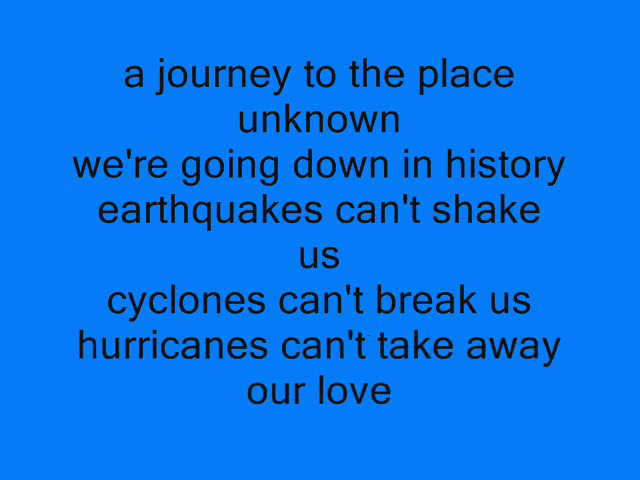 a journey to the place
unknown
we're going down in history
earthquakes can't shake
us
cyclones can't break us
hurricanes can't take away
our love